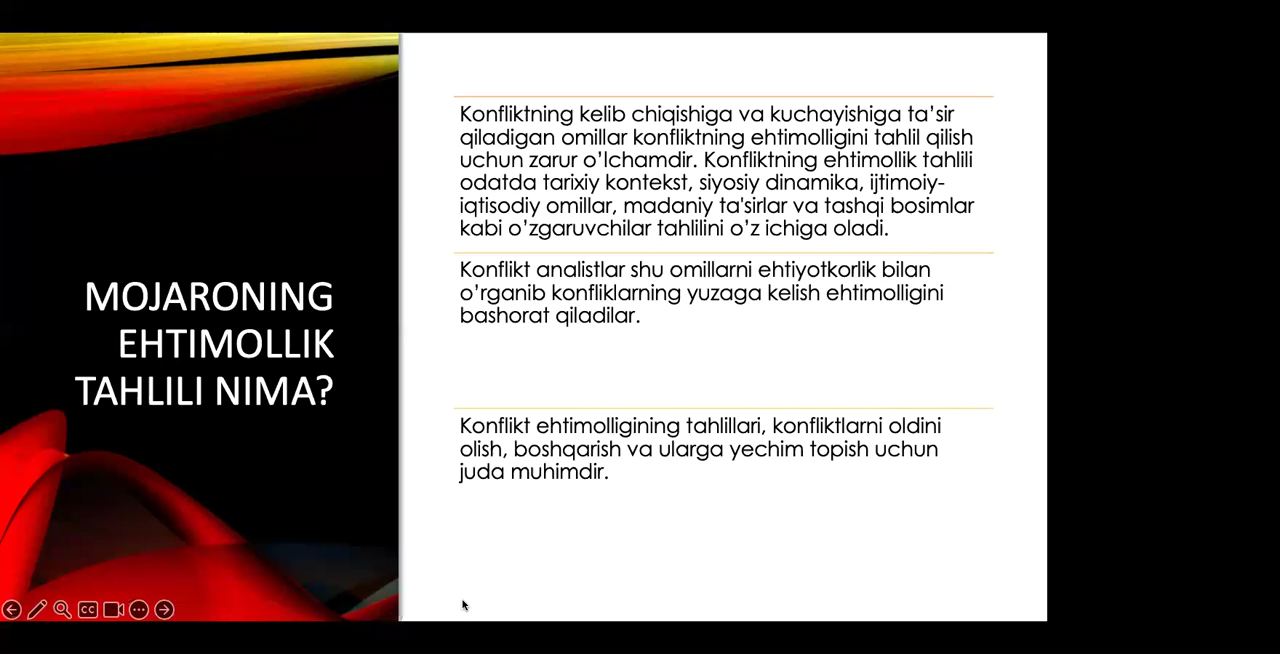 MOJARONING
EHTIMOLLIK
TAHLILI NIMA?
Konfliktning kelib chiqishiga va kuchayishiga ta’sir
qiladigan omillar konfliktning ehtimolligini tahlil qilish
uchun zarur o’lchamdir. Konfliktning ehtimollik tahlili
odatda tarixiy kontekst, siyosiy dinamika, ijtimoiy-
iqtisodiy omillar, madaniy ta'sirlar va tashqi bosimlar
kabi o’zgaruvchilar tahlilini o’z ichiga oladi.
Konflikt analistlar shu omillarni ehtiyotkorlik bilan
o’rganib konfliklarning yuzaga kelish ehtimolligini
bashorat qiladilar.
Konflikt ehtimolligining tahlillari, konfliktlarni oldini
olish, boshqarish va ularga yechim topish uchun
juda muhimdir.
CC